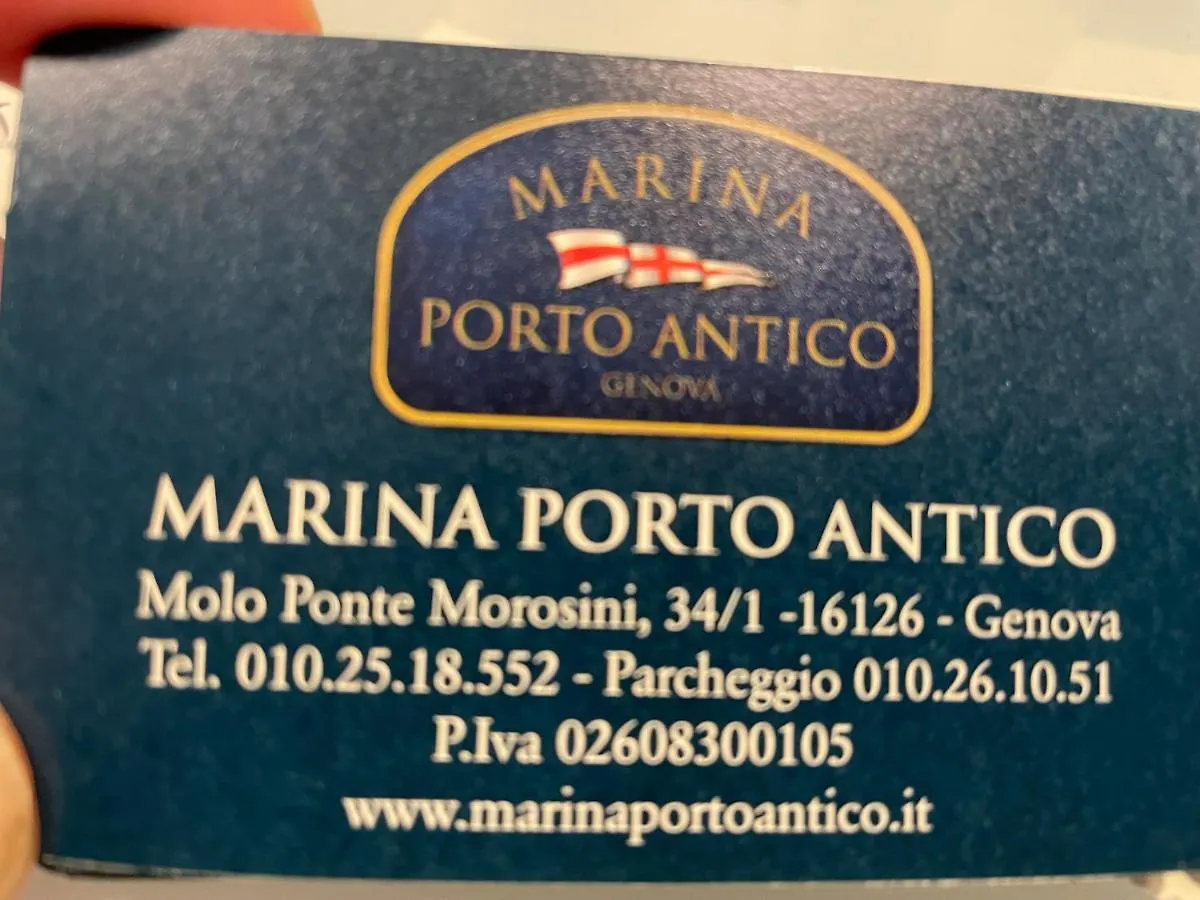 MARINA
PORTO ANTICO
GENOVA
MARINA PORTO ANTICO
Molo Ponte Morosini, 34/1 -16126 - Genova
Tel. 010.25.18.552 - Parcheggio 010.26.10.51
P.Iva 02608300105
www.marinaportoantico.it